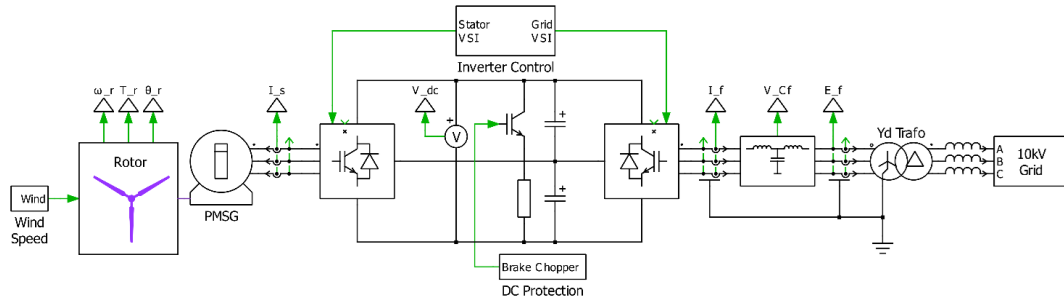 Stator
VSI
Grid
VSI
Inverter Control
ω_r
T_r
θ_r
I_s
V_dc
I_f
V_Cf
E_f
Rotor
V
Yd Trafo
A
B
C
10kV
Grid
Wind
Wind
Speed
PMSG
Brake Chopper
DC Protection